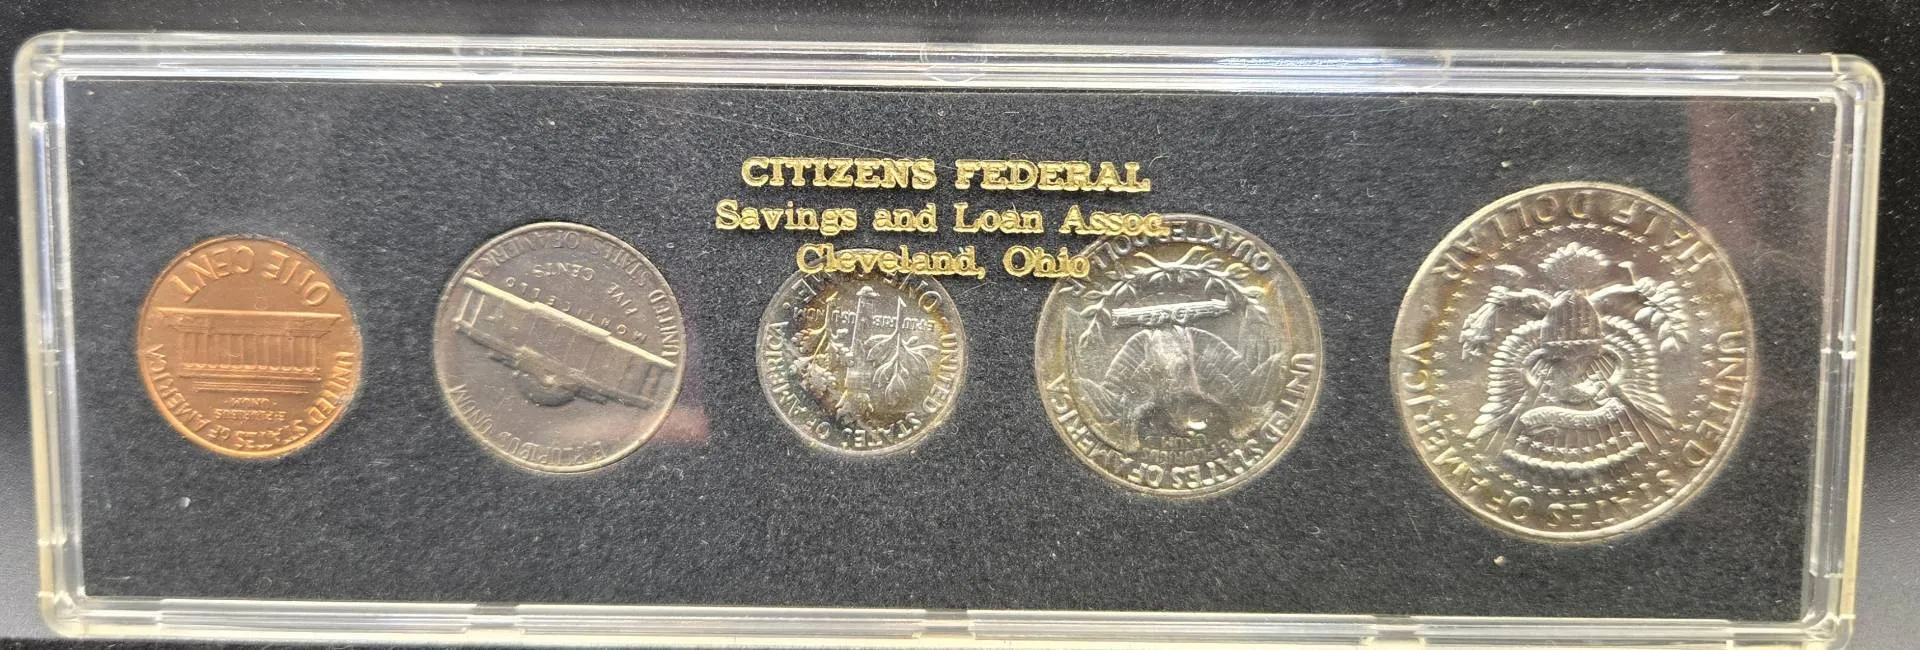 CITIZENS FEDERAL
Savings and Loan Assoc.
Cleveland, Ohio
ONE CENT
E·PLURIBUS
UNUM
UNITED STATES OF AMERICA
E PLURIBUS UNUM
MONTICELLO
FIVE CENTS
UNITED STATES OF AMERICA
UNITED STATES OF AMERICA
ONE
E PLURIBUS UNUM
UNITED STATES OF AMERICA
E PLURIBUS
UNUM
QUARTER DOLLAR
UNITED STATES OF AMERICA
HALF DOLLAR